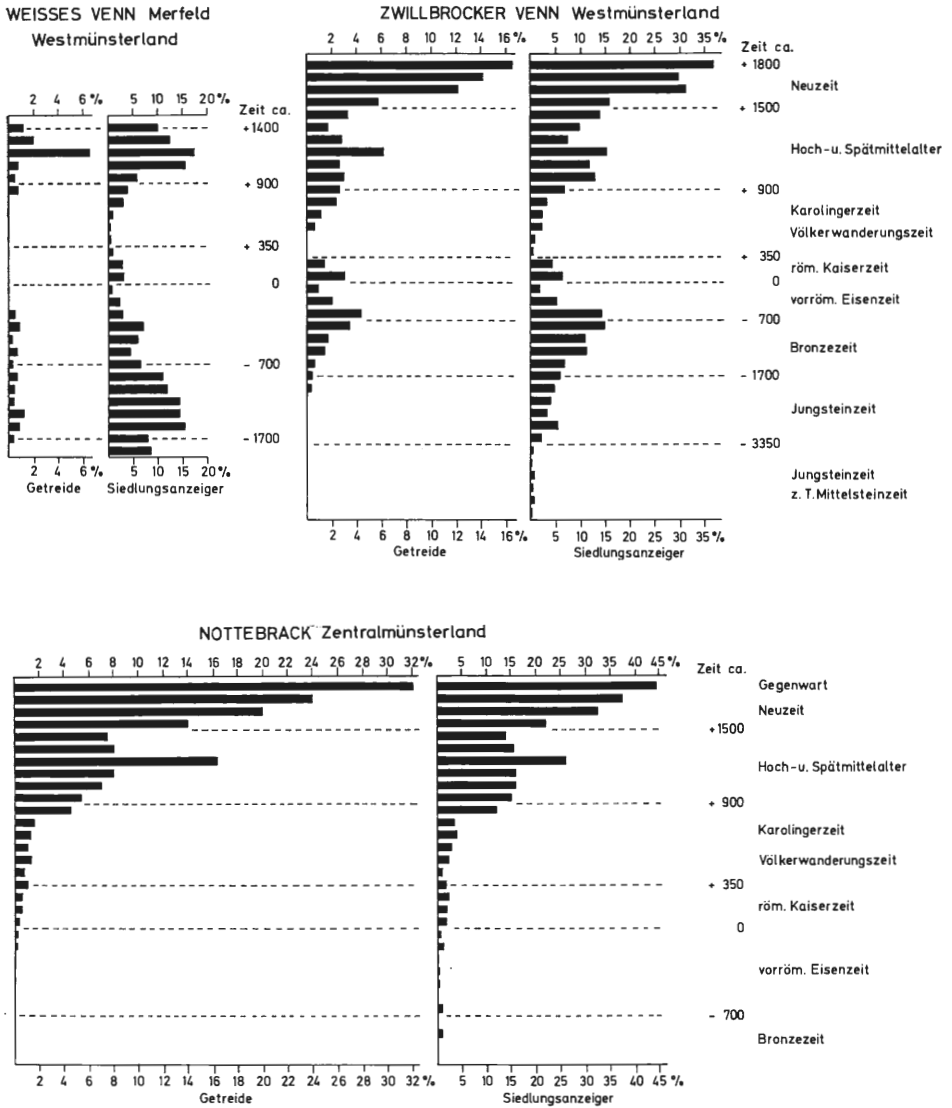 WEISSES VENN Merfeld
Westmünsterland
2 6 % 5 10 20 % Zeit ca.
+ 1400
+ 900
+ 350
0
- 700
- 1700
2 4 6 % 5 10 15 20 %
Getreide Siedlungsanzeiger
ZWILLBROCKER VENN Westmünsterland
2 4 6 8 10 12 14 16 % 5 10 15 20 25 30 35 % Zeit ca.
+ 1800
Neuzeit
+ 1500
Hoch- u. Spätmittelalter
+ 900
Karolingerzeit
Völkerwanderungszeit
+ 350
röm. Kaiserzeit
0
vorröm. Eisenzeit
- 700
Bronzezeit
- 1700
Jungsteinzeit
- 3350
Jungsteinzeit
z. T. Mittelsteinzeit
2 4 6 8 10 12 14 16 % 5 10 15 20 25 30 35 %
Getreide Siedlungsanzeiger
NOTTEBRACK Zentralmünsterland
2 4 6 8 10 12 14 16 18 20 22 24 26 28 30 32 % 5 10 15 20 25 30 35 40 45 % Zeit ca.
Gegenwart
Neuzeit
+ 1500
Hoch- u. Spätmittelalter
+ 900
Karolingerzeit
Völkerwanderungszeit
+ 350
röm. Kaiserzeit
0
vorröm. Eisenzeit
- 700
Bronzezeit
2 4 6 8 10 12 14 16 18 20 22 24 26 28 30 32 % 5 10 15 20 25 30 35 40 45 %
Getreide Siedlungsanzeiger